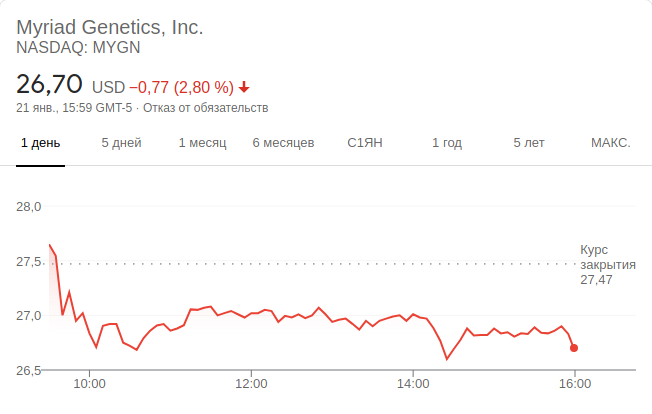 Myriad Genetics, Inc.
NASDAQ: MYGN
26,70 USD −0,77 (2,80 %)
21 янв., 15:59 GMT-5 · Отказ от обязательств
1 день 5 дней 1 месяц 6 месяцев С1ЯН 1 год 5 лет МАКС.
28,0
Курс
27,5 закрытия
27,47
27,0
26,5
10:00 12:00 14:00 16:00